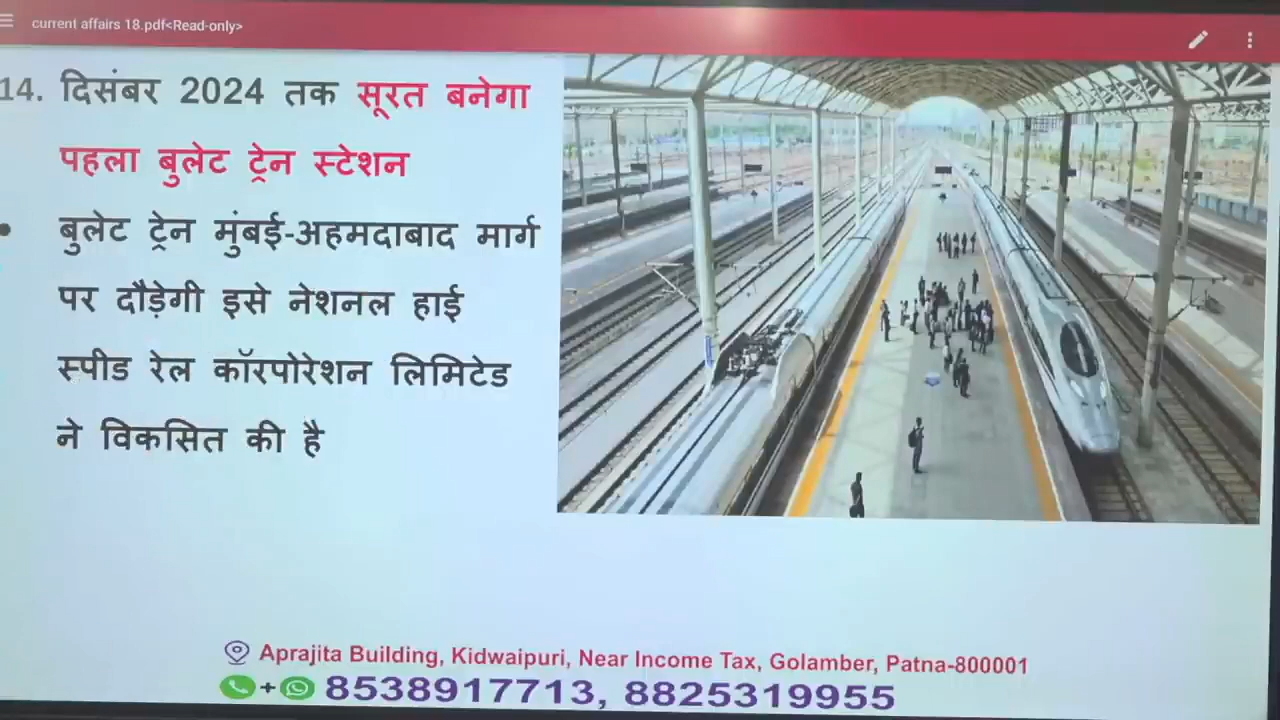 current affairs 18.pdf<Read-only>
14. दिसंबर 2024 तक सूरत बनेगा
पहला बुलेट ट्रेन स्टेशन
• बुलेट ट्रेन मुंबई-अहमदाबाद मार्ग
पर दौड़ेगी इसे नेशनल हाई
स्पीड रेल कॉरपोरेशन लिमिटेड
ने विकसित की है
Aprajita Building, Kidwaipuri, Near Income Tax, Golamber, Patna-800001
+ 8538917713, 8825319955